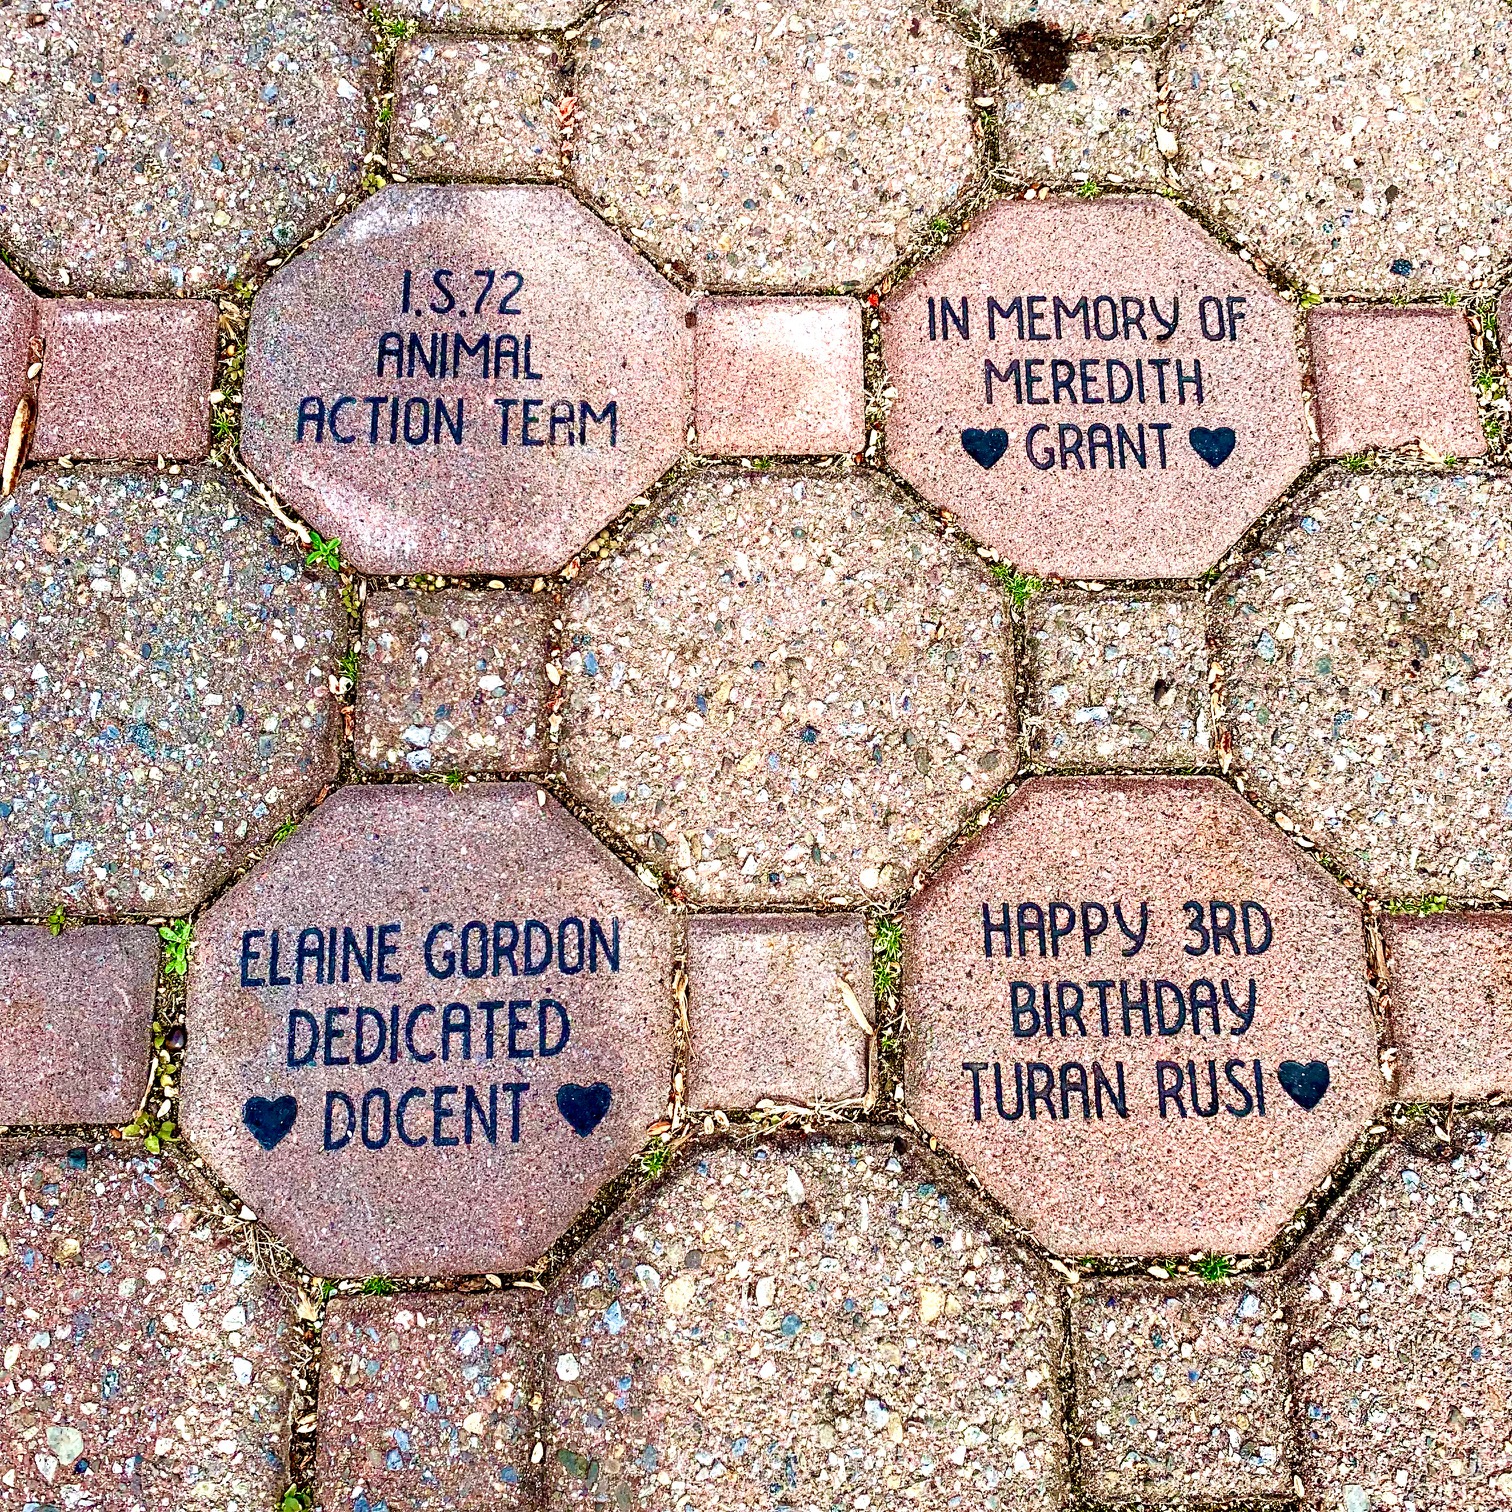 I.S.72
ANIMAL
ACTION TEAM
IN MEMORY OF
MEREDITH
♥ GRANT ♥
ELAINE GORDON
DEDICATED
♥ DOCENT ♥
HAPPY 3RD
BIRTHDAY
TURAN RUSI ♥